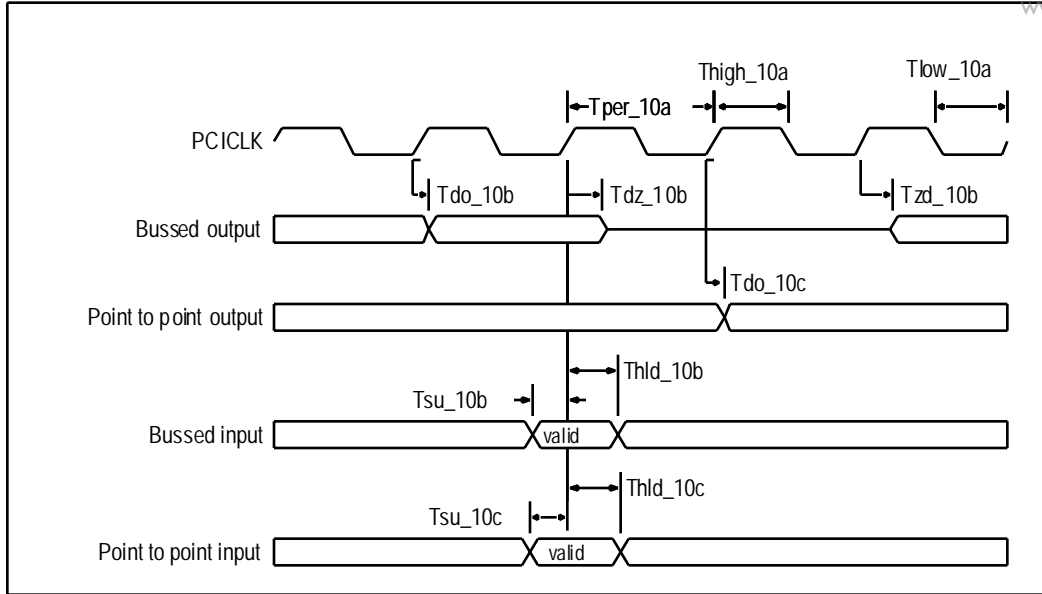 Thigh_10a
Tlow_10a
Tper_10a
PCICLK
Tdo_10b
Tdz_10b
Tzd_10b
Bussed output
Tdo_10c
Point to point output
Thld_10b
Tsu_10b
Bussed input
valid
Thld_10c
Tsu_10c
Point to point input
valid